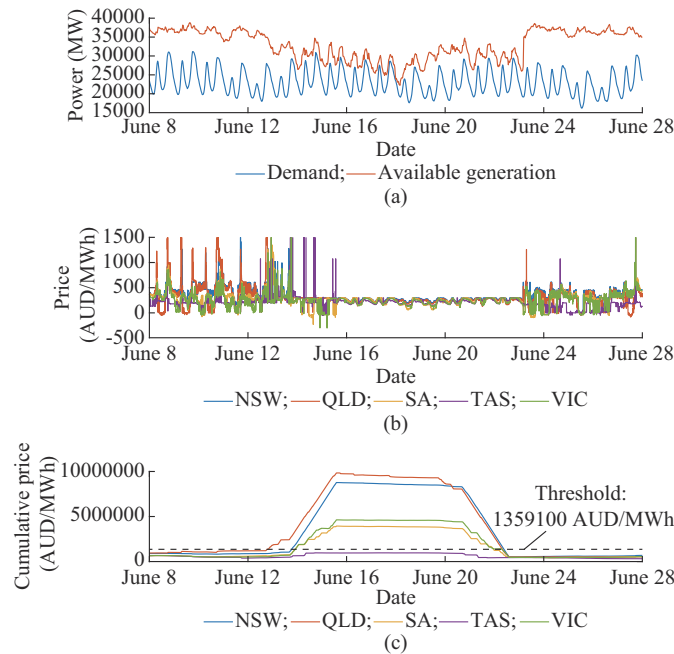 Power (MW)
40000
35000
30000
25000
20000
15000
June 8 June 12 June 16 June 20 June 24 June 28
Date
Demand; Available generation
(a)
Price
(AUD/MWh)
1500
1000
500
0
-500
June 8 June 12 June 16 June 20 June 24 June 28
Date
NSW; QLD; SA; TAS; VIC
(b)
Cumulative price
(AUD/MWh)
10000000
5000000
0
Threshold:
1359100 AUD/MWh
June 8 June 12 June 16 June 20 June 24 June 28
Date
NSW; QLD; SA; TAS; VIC
(c)